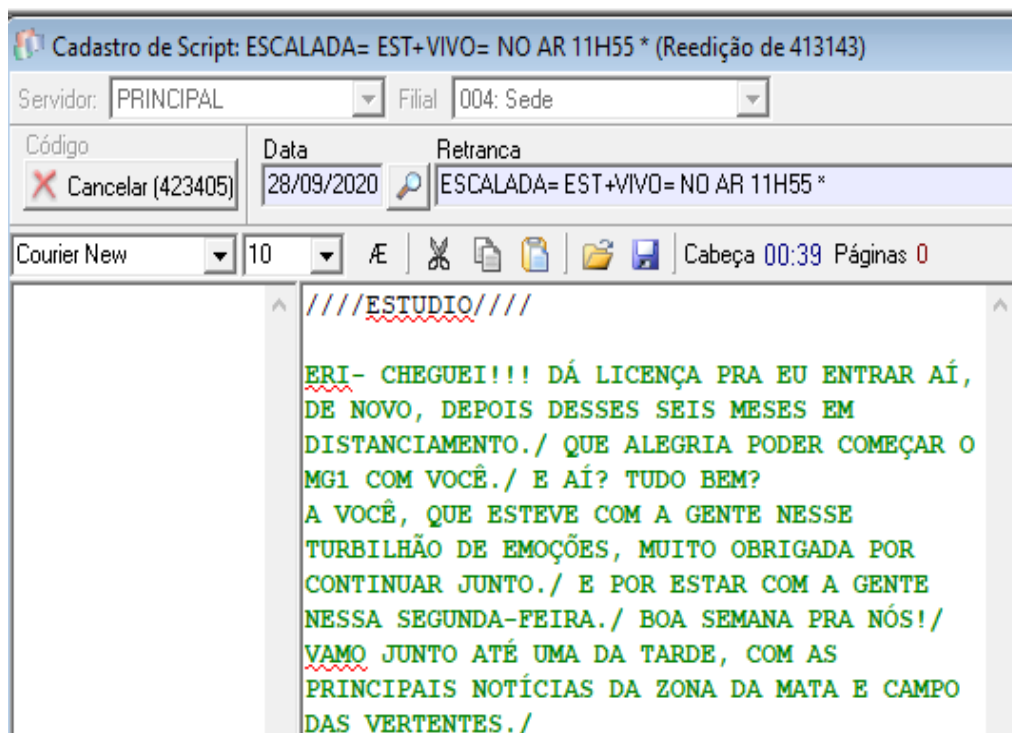 Cadastro de Script: ESCALADA= EST+VIVO= NO AR 11H55 * (Reedição de 413143)
Servidor: PRINCIPAL Filial 004: Sede
Código Data Retranca
Cancelar (423405) 28/09/2020 ESCALADA= EST+VIVO= NO AR 11H55 *
Courier New 10 Æ Cabeça 00:39 Páginas 0
////ESTUDIO////
ERI- CHEGUEI!!! DÁ LICENÇA PRA EU ENTRAR AÍ,
DE NOVO, DEPOIS DESSES SEIS MESES EM
DISTANCIAMENTO./ QUE ALEGRIA PODER COMEÇAR O
MG1 COM VOCÊ./ E AÍ? TUDO BEM?
A VOCÊ, QUE ESTEVE COM A GENTE NESSE
TURBILHÃO DE EMOÇÕES, MUITO OBRIGADA POR
CONTINUAR JUNTO./ E POR ESTAR COM A GENTE
NESSA SEGUNDA-FEIRA./ BOA SEMANA PRA NÓS!/
VAMO JUNTO ATÉ UMA DA TARDE, COM AS
PRINCIPAIS NOTÍCIAS DA ZONA DA MATA E CAMPO
DAS VERTENTES./